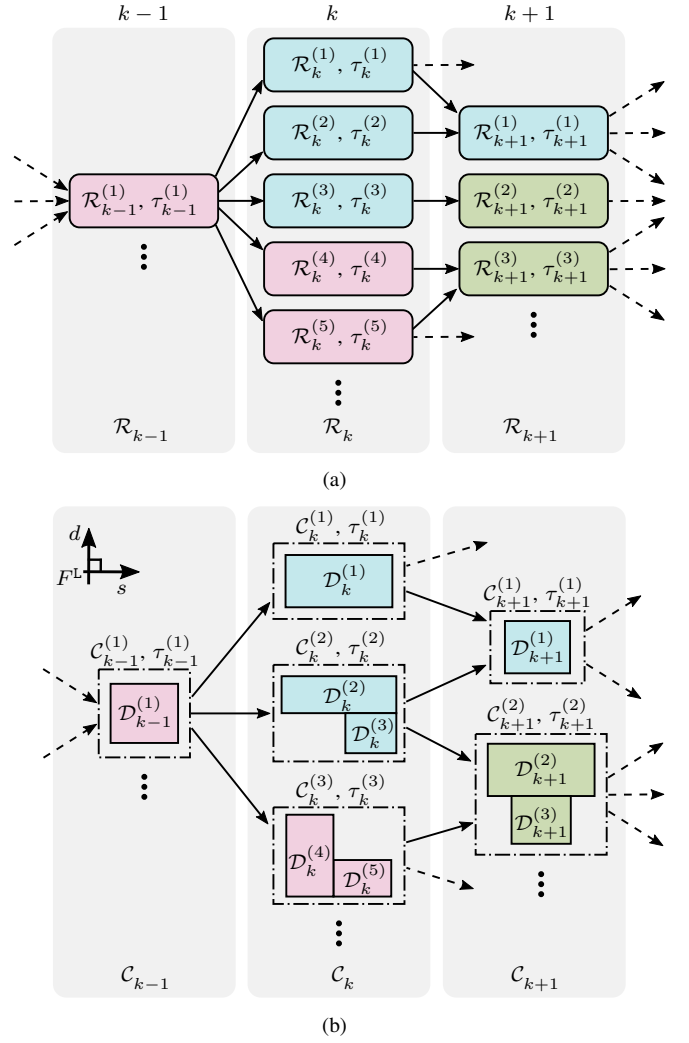 k − 1 k k + 1
ℛ_k^(1), τ_k^(1)
ℛ_k^(2), τ_k^(2) ℛ_{k+1}^(1), τ_{k+1}^(1)
ℛ_{k−1}^(1), τ_{k−1}^(1) ℛ_k^(3), τ_k^(3) ℛ_{k+1}^(2), τ_{k+1}^(2)
ℛ_k^(4), τ_k^(4) ℛ_{k+1}^(3), τ_{k+1}^(3)
ℛ_k^(5), τ_k^(5)
ℛ_{k−1} ℛ_k ℛ_{k+1}
(a)
𝒞_k^(1), τ_k^(1)
d
F^L s
𝒟_k^(1)
𝒞_{k+1}^(1), τ_{k+1}^(1)
𝒞_{k−1}^(1), τ_{k−1}^(1) 𝒞_k^(2), τ_k^(2) 𝒟_{k+1}^(1)
𝒟_{k−1}^(1) 𝒟_k^(2) 𝒞_{k+1}^(2), τ_{k+1}^(2)
𝒟_k^(3)
𝒞_k^(3), τ_k^(3) 𝒟_{k+1}^(2)
𝒟_{k+1}^(3)
𝒟_k^(4) 𝒟_k^(5)
𝒞_{k−1} 𝒞_k 𝒞_{k+1}
(b)